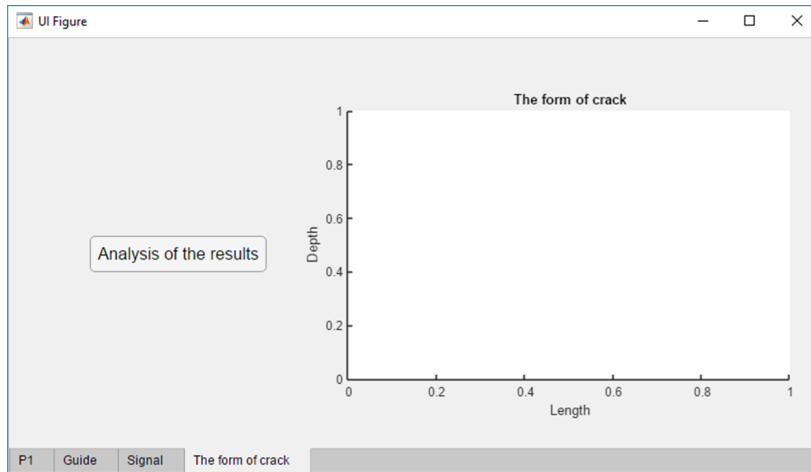 UI Figure
The form of crack
1
0.8
0.6
0.4
0.2
0
Depth
Analysis of the results
0 0.2 0.4 0.6 0.8 1
Length
P1 Guide Signal The form of crack